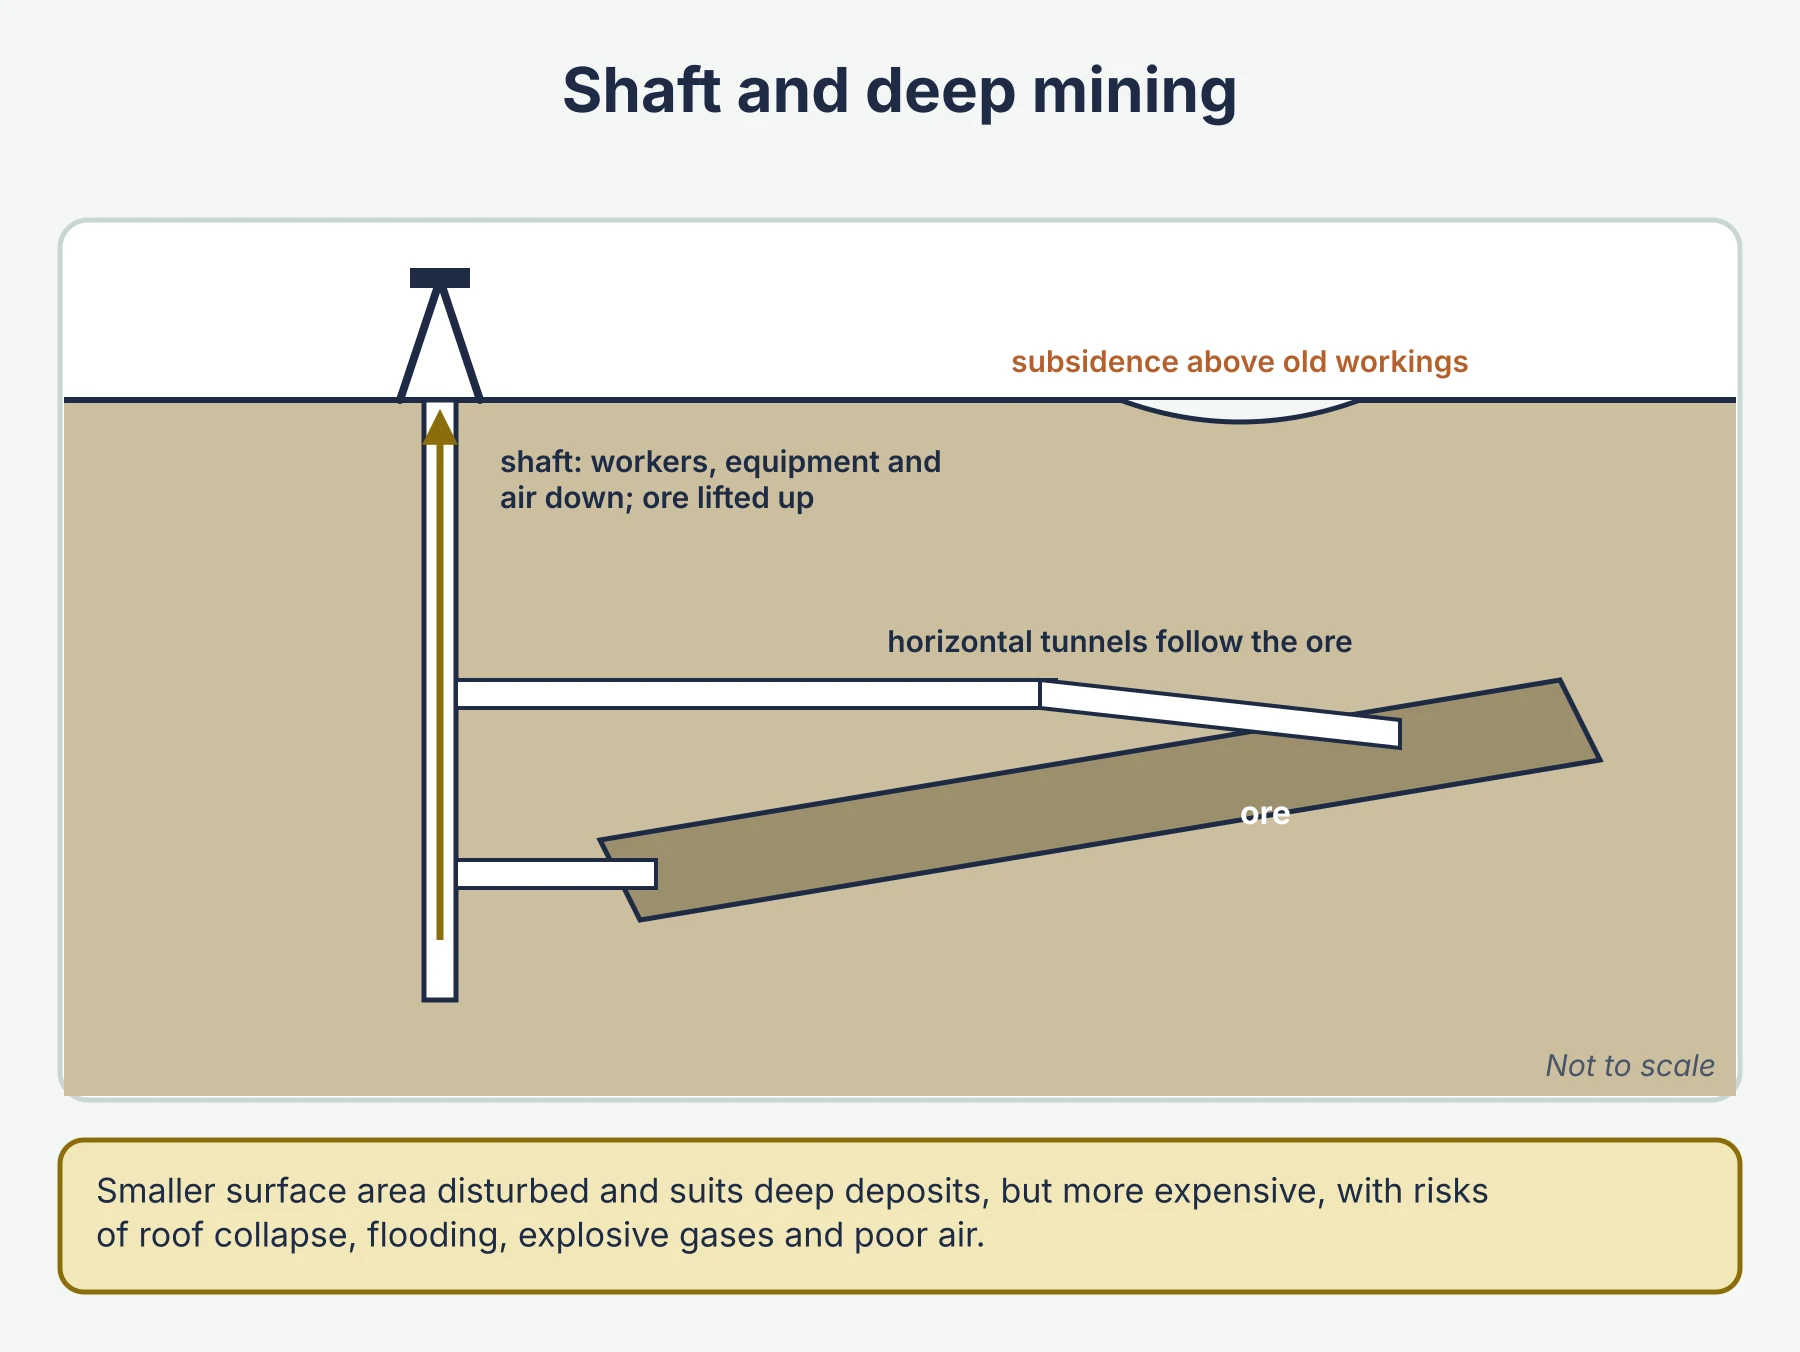 Shaft and deep mining
subsidence above old workings
shaft: workers, equipment and
air down; ore lifted up
horizontal tunnels follow the ore
ore
Not to scale
Smaller surface area disturbed and suits deep deposits, but more expensive, with risks
of roof collapse, flooding, explosive gases and poor air.